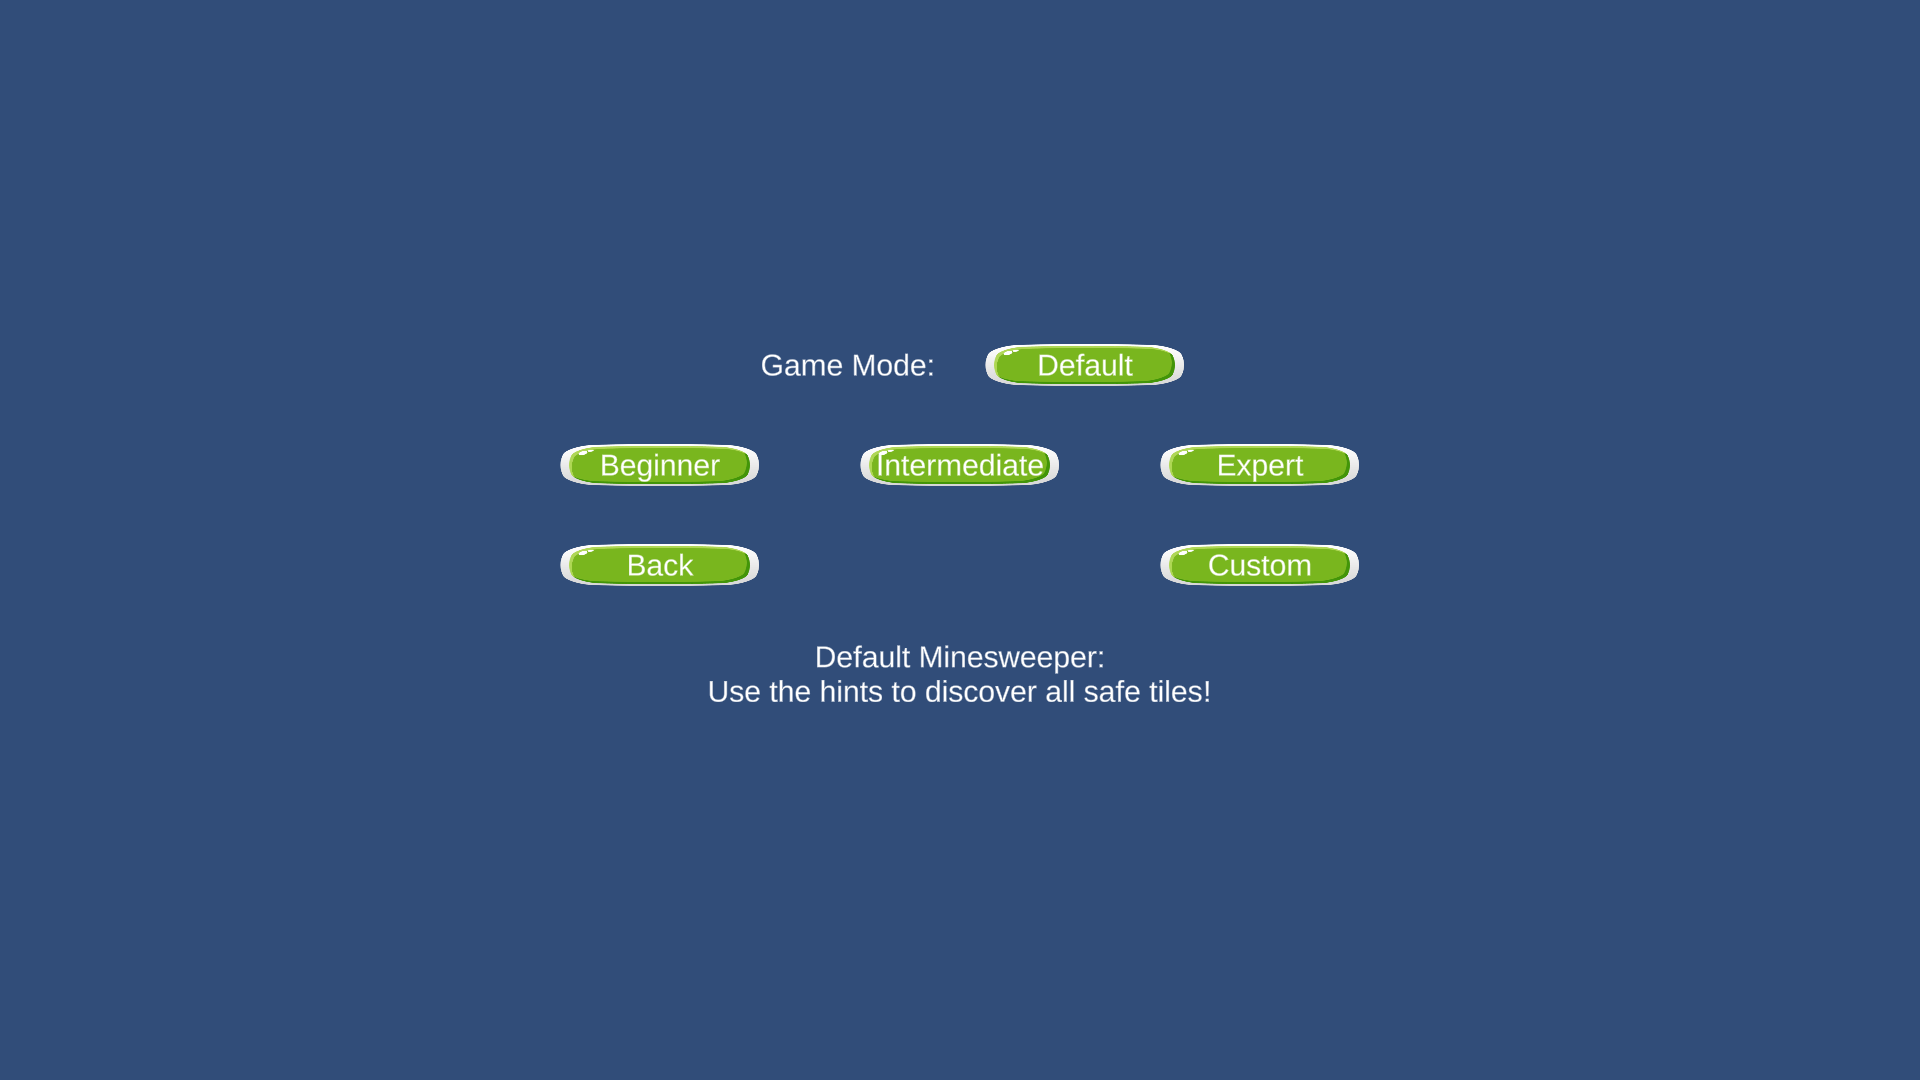 Game Mode: Default
Beginner Intermediate Expert
Back Custom
Default Minesweeper:
Use the hints to discover all safe tiles!